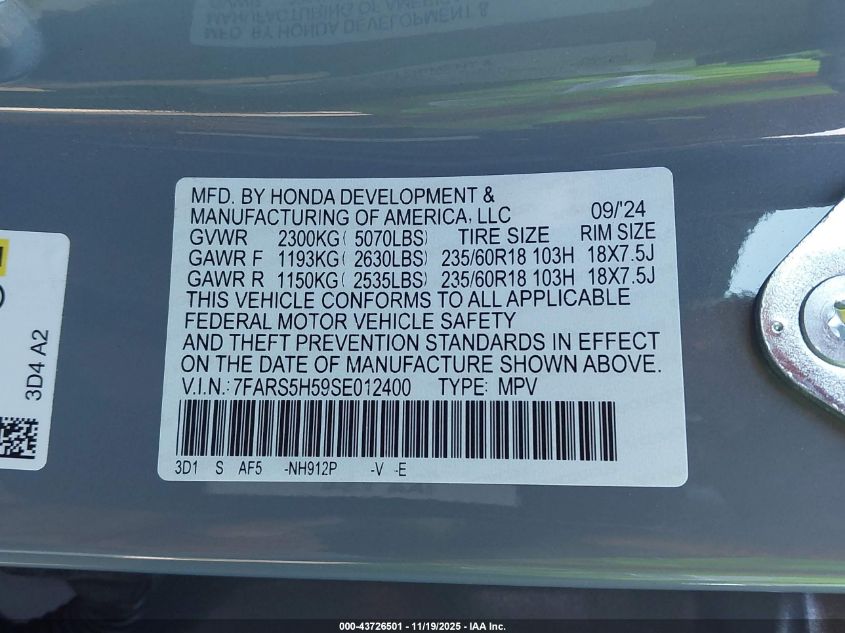 MFD. BY HONDA DEVELOPMENT &
MANUFACTURING OF AMERICA, LLC 09/'24
GVWR 2300KG( 5070LBS) TIRE SIZE RIM SIZE
GAWR F 1193KG( 2630LBS) 235/60R18 103H 18X7.5J
GAWR R 1150KG( 2535LBS) 235/60R18 103H 18X7.5J
THIS VEHICLE CONFORMS TO ALL APPLICABLE
FEDERAL MOTOR VEHICLE SAFETY
AND THEFT PREVENTION STANDARDS IN EFFECT
ON THE DATE OF MANUFACTURE SHOWN ABOVE.
V.I.N.:7FARS5H59SE012400 TYPE: MPV
3D1 S AF5 -NH912P -V -E
3D4 A2
000-43726501 - 11/19/2025 - IAA Inc.